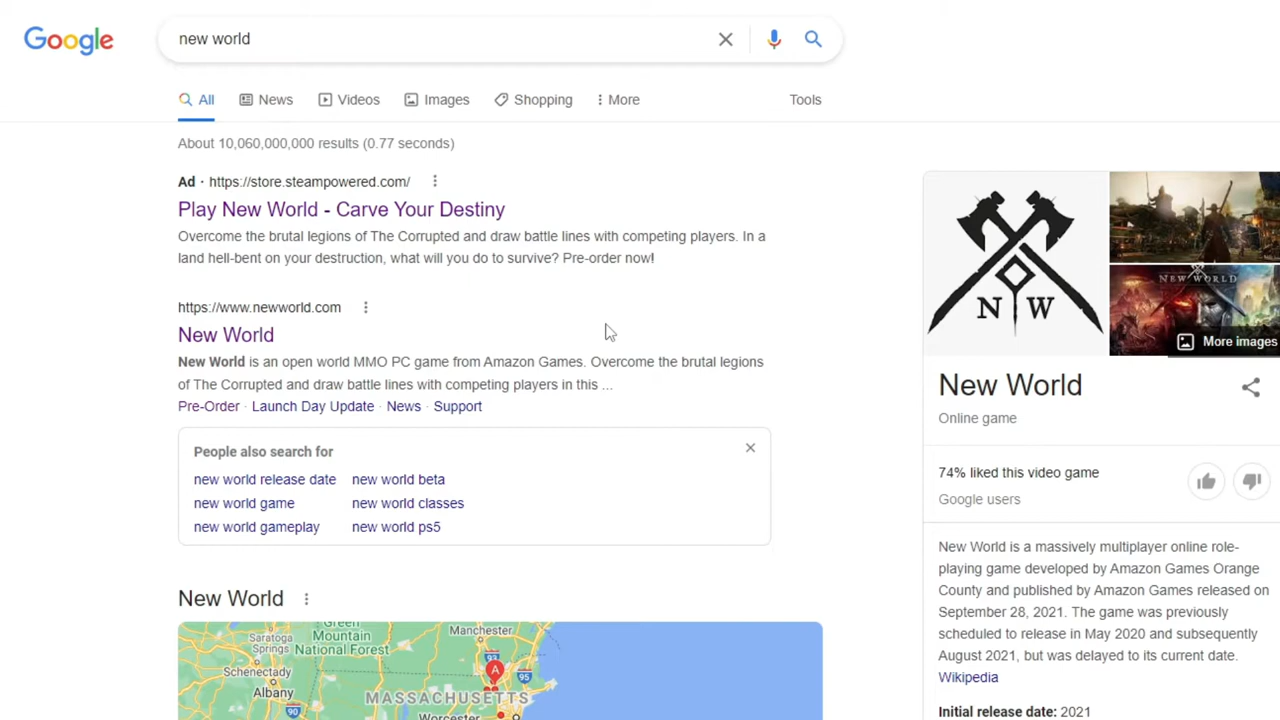 Google
new world
All
News
Videos
Images
Shopping
More
Tools
About 10,060,000,000 results (0.77 seconds)
Ad · https://store.steampowered.com/
Play New World - Carve Your Destiny
Overcome the brutal legions of The Corrupted and draw battle lines with competing players. In a
land hell-bent on your destruction, what will you do to survive? Pre-order now!
https://www.newworld.com
New World
New World is an open world MMO PC game from Amazon Games. Overcome the brutal legions
of The Corrupted and draw battle lines with competing players in this ...
Pre-Order · Launch Day Update · News · Support
People also search for
new world release date
new world beta
new world game
new world classes
new world gameplay
new world ps5
New World
Green
Mountain
National Forest
Manchester
Saratoga
Springs
Schenectady
Albany
93
95
A
MASSACHUSETTS
90
Worcester
N W
NEW WORLD
More images
New World
Online game
74% liked this video game
Google users
New World is a massively multiplayer online role-
playing game developed by Amazon Games Orange
County and published by Amazon Games released on
September 28, 2021. The game was previously
scheduled to release in May 2020 and subsequently
August 2021, but was delayed to its current date.
Wikipedia
Initial release date: 2021